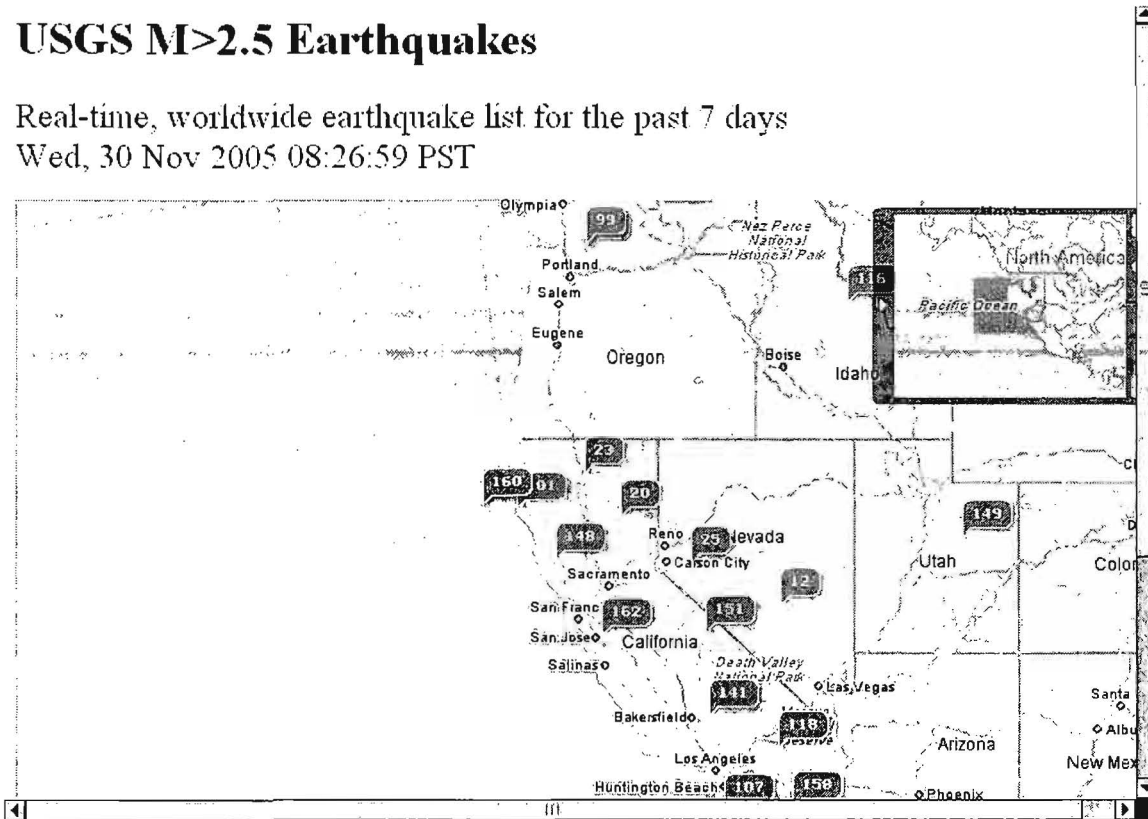 USGS M>2.5 Earthquakes
Real-time, worldwide earthquake list for the past 7 days
Wed, 30 Nov 2005 08:26:59 PST
Olympia
99
Nez Perce
National
Historical Park
North America
Portland
116
Salem
Pacific Ocean
Eugene
Oregon
Boise
Idaho
23
160
01
20
149
148
Reno
25
Nevada
Carson City
Utah
Color
Sacramento
12
San Franc
162
151
San Jose
California
Salinas
Death Valley
National Park
141
Las Vegas
Santa
Bakersfield
118
Albu
Arizona
Los Angeles
New Mex
Huntington Beach
107
158
Phoenix